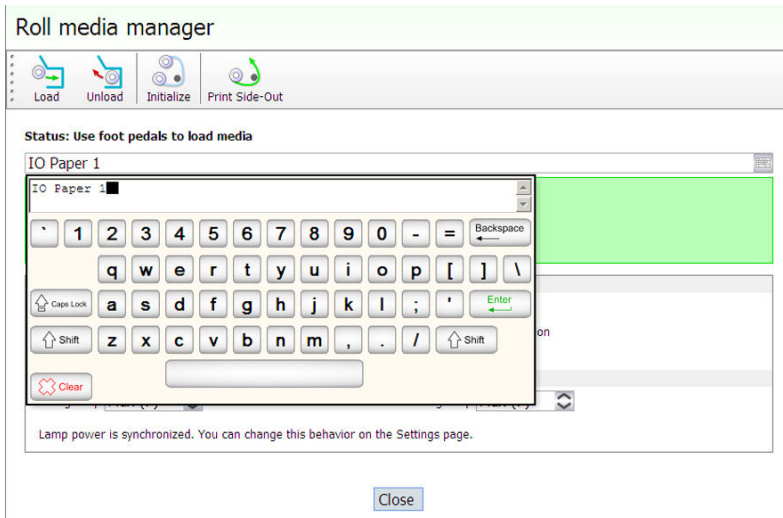 Roll media manager
Load Unload Initialize Print Side-Out
Status: Use foot pedals to load media
IO Paper 1
IO Paper 1
` 1 2 3 4 5 6 7 8 9 0 - = Backspace
q w e r t y u i o p [ ] \
Caps Lock a s d f g h j k l ; ' Enter
on
Shift z x c v b n m , . / Shift
Clear
Lamp power is synchronized. You can change this behavior on the Settings page.
Close